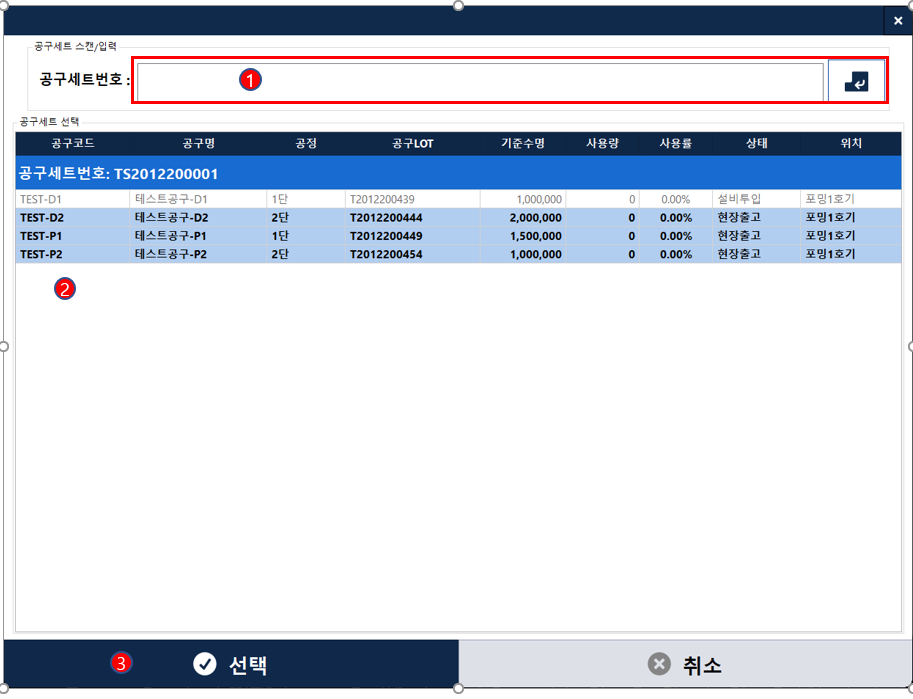 공구세트 스캔/입력
공구세트번호 : 1
공구세트 선택
공구코드 공구명 공정 공구LOT 기준수명 사용량 사용률 상태 위치
공구세트번호: TS2012200001
TEST-D1 테스트공구-D1 1단 T2012200439 1,000,000 0 0.00% 설비투입 포밍1호기
TEST-D2 테스트공구-D2 2단 T2012200444 2,000,000 0 0.00% 현장출고 포밍1호기
TEST-P1 테스트공구-P1 1단 T2012200449 1,500,000 0 0.00% 현장출고 포밍1호기
TEST-P2 테스트공구-P2 2단 T2012200454 1,000,000 0 0.00% 현장출고 포밍1호기
2
3 선택 취소